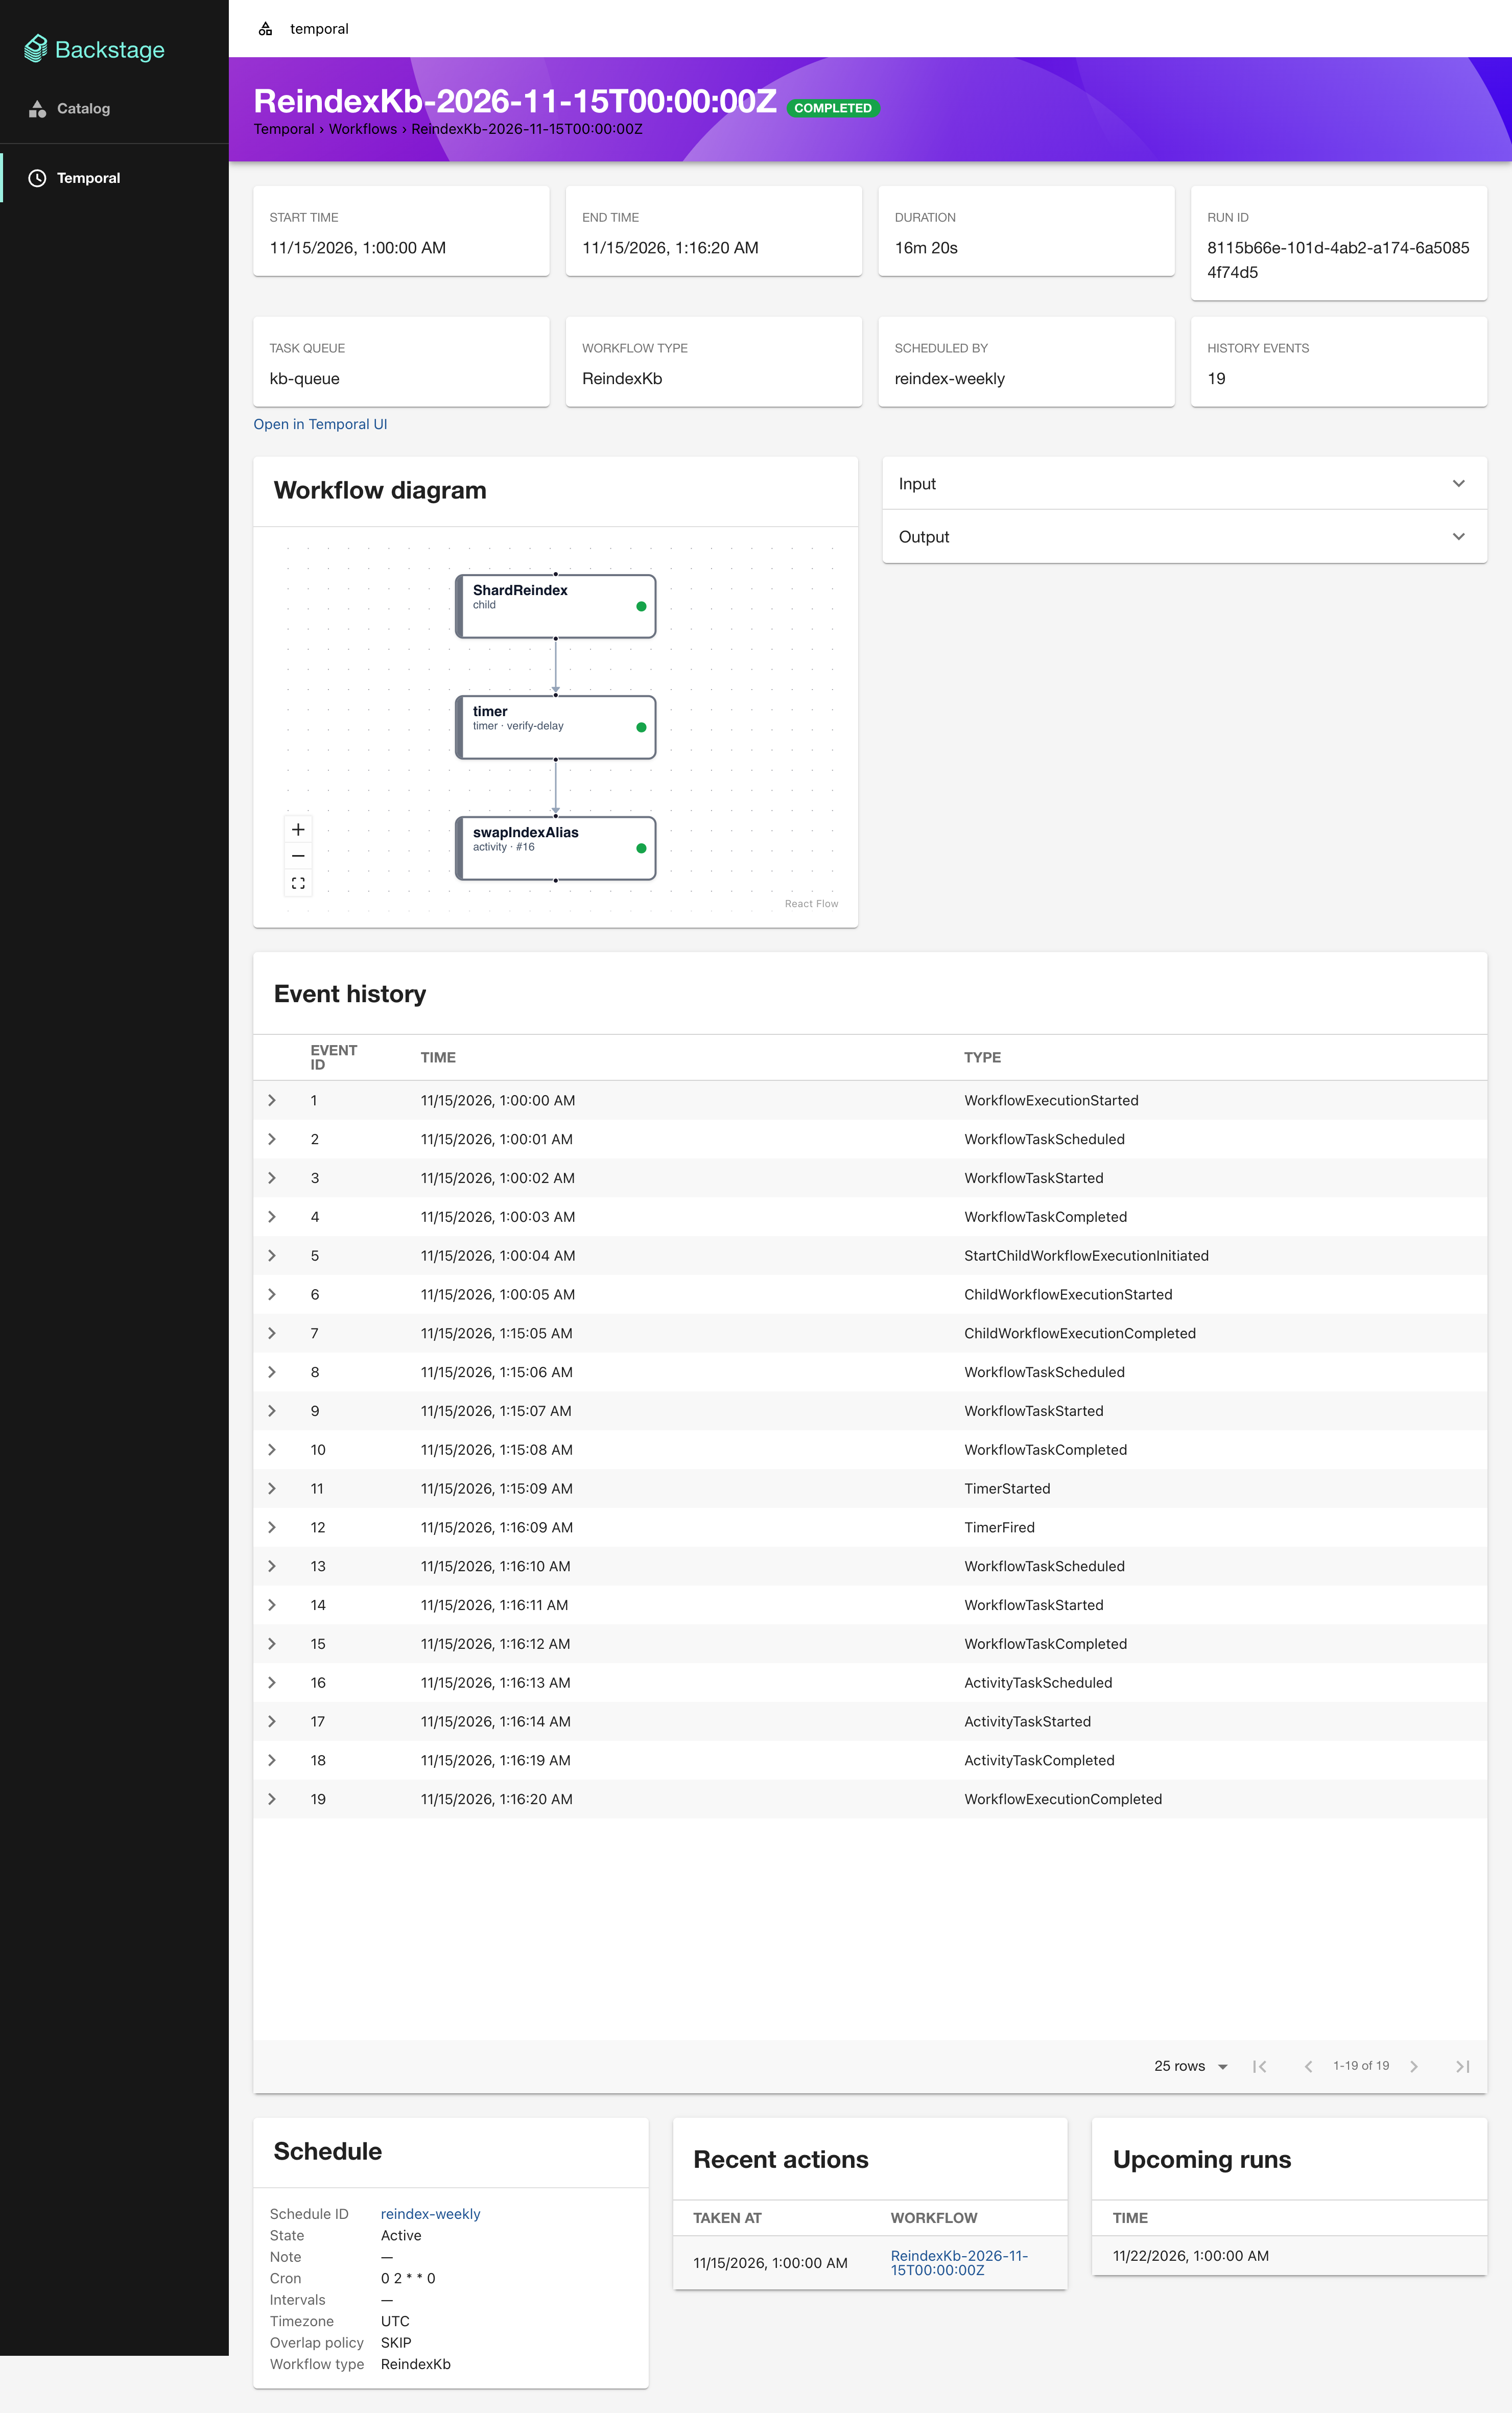 Backstage
Catalog
Temporal
temporal
ReindexKb-2026-11-15T00:00:00Z COMPLETED
Temporal › Workflows › ReindexKb-2026-11-15T00:00:00Z
START TIME
11/15/2026, 1:00:00 AM
END TIME
11/15/2026, 1:16:20 AM
DURATION
16m 20s
RUN ID
8115b66e-101d-4ab2-a174-6a5085
4f74d5
TASK QUEUE
kb-queue
WORKFLOW TYPE
ReindexKb
SCHEDULED BY
reindex-weekly
HISTORY EVENTS
19
Open in Temporal UI
Workflow diagram
ShardReindex
child
timer
timer · verify-delay
swapIndexAlias
activity · #16
React Flow
Input
Output
Event history
EVENT
ID
TIME
TYPE
1 11/15/2026, 1:00:00 AM WorkflowExecutionStarted
2 11/15/2026, 1:00:01 AM WorkflowTaskScheduled
3 11/15/2026, 1:00:02 AM WorkflowTaskStarted
4 11/15/2026, 1:00:03 AM WorkflowTaskCompleted
5 11/15/2026, 1:00:04 AM StartChildWorkflowExecutionInitiated
6 11/15/2026, 1:00:05 AM ChildWorkflowExecutionStarted
7 11/15/2026, 1:15:05 AM ChildWorkflowExecutionCompleted
8 11/15/2026, 1:15:06 AM WorkflowTaskScheduled
9 11/15/2026, 1:15:07 AM WorkflowTaskStarted
10 11/15/2026, 1:15:08 AM WorkflowTaskCompleted
11 11/15/2026, 1:15:09 AM TimerStarted
12 11/15/2026, 1:16:09 AM TimerFired
13 11/15/2026, 1:16:10 AM WorkflowTaskScheduled
14 11/15/2026, 1:16:11 AM WorkflowTaskStarted
15 11/15/2026, 1:16:12 AM WorkflowTaskCompleted
16 11/15/2026, 1:16:13 AM ActivityTaskScheduled
17 11/15/2026, 1:16:14 AM ActivityTaskStarted
18 11/15/2026, 1:16:19 AM ActivityTaskCompleted
19 11/15/2026, 1:16:20 AM WorkflowExecutionCompleted
25 rows 1-19 of 19
Schedule
Schedule ID reindex-weekly
State Active
Note —
Cron 0 2 * * 0
Intervals —
Timezone UTC
Overlap policy SKIP
Workflow type ReindexKb
Recent actions
TAKEN AT WORKFLOW
11/15/2026, 1:00:00 AM ReindexKb-2026-11-
15T00:00:00Z
Upcoming runs
TIME
11/22/2026, 1:00:00 AM